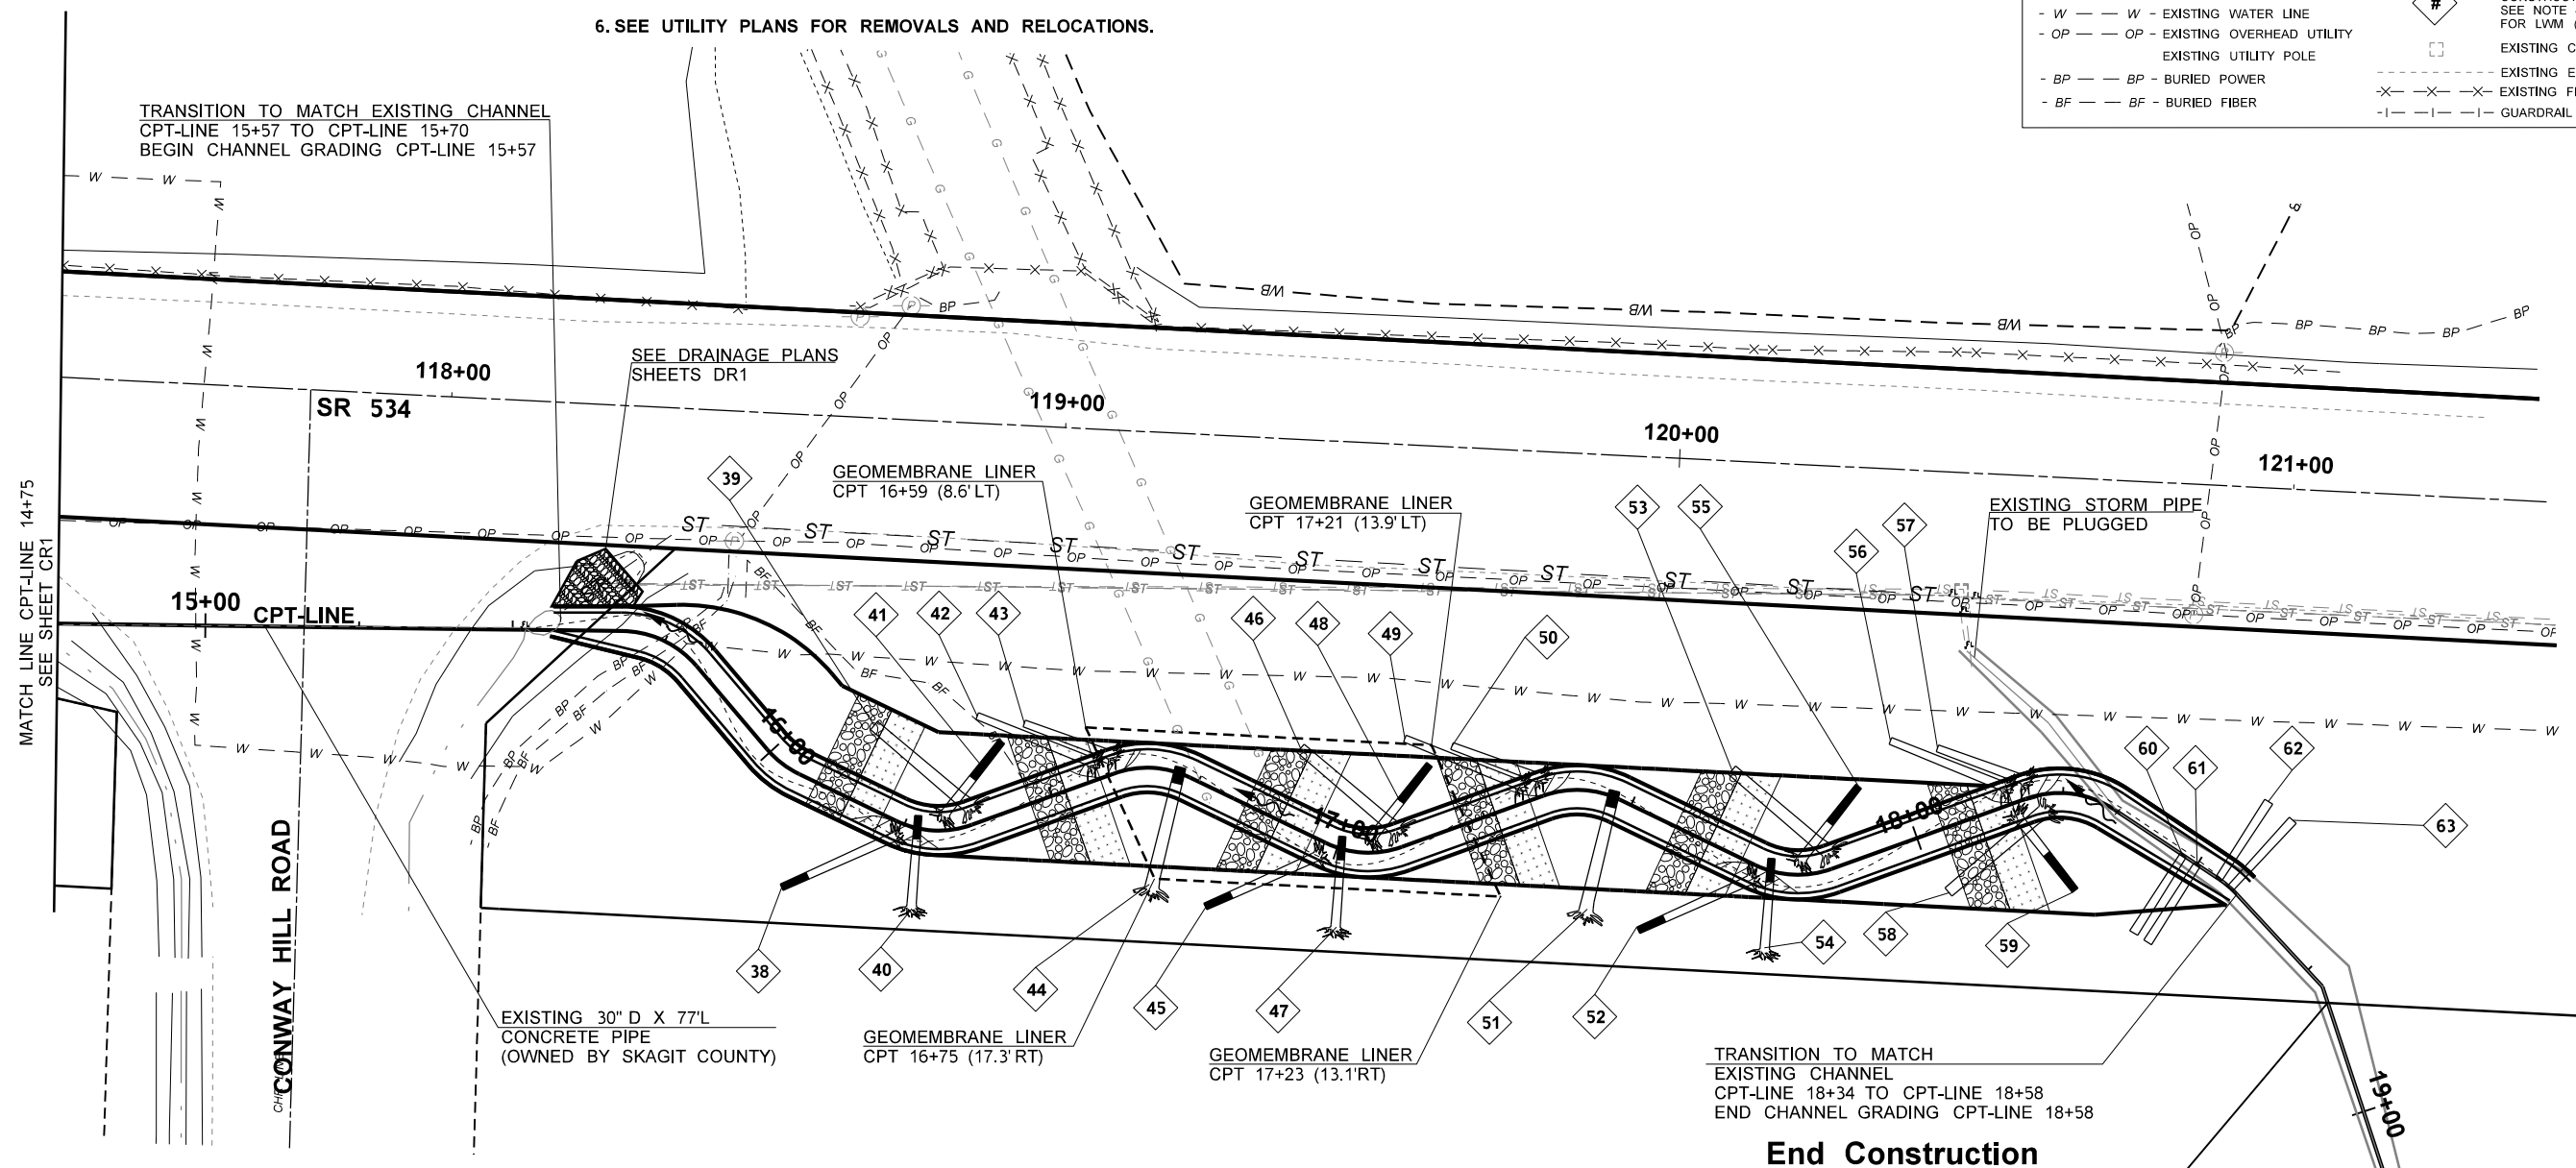 6. SEE UTILITY PLANS FOR REMOVALS AND RELOCATIONS.
- W — — W - EXISTING WATER LINE
- OP — — OP - EXISTING OVERHEAD UTILITY
EXISTING UTILITY POLE
- BP — — BP - BURIED POWER
- BF — — BF - BURIED FIBER
#
SEE NOTE
FOR LWM
EXISTING
EXISTING
EXISTING
GUARDRAIL
TRANSITION TO MATCH EXISTING CHANNEL
CPT-LINE 15+57 TO CPT-LINE 15+70
BEGIN CHANNEL GRADING CPT-LINE 15+57
SEE DRAINAGE PLANS
SHEETS DR1
118+00
119+00
120+00
121+00
SR 534
MATCH LINE CPT-LINE 14+75
SEE SHEET CR1
39
GEOMEMBRANE LINER
CPT 16+59 (8.6' LT)
GEOMEMBRANE LINER
CPT 17+21 (13.9' LT)
53
55
56
57
EXISTING STORM PIPE
TO BE PLUGGED
15+00
CPT-LINE
41
42
43
46
48
49
50
16+00
17+00
18+00
60
61
62
63
CONWAY HILL ROAD
38
40
44
45
47
51
52
54
58
59
EXISTING 30" D X 77'L
CONCRETE PIPE
(OWNED BY SKAGIT COUNTY)
GEOMEMBRANE LINER
CPT 16+75 (17.3' RT)
GEOMEMBRANE LINER
CPT 17+23 (13.1'RT)
TRANSITION TO MATCH
EXISTING CHANNEL
CPT-LINE 18+34 TO CPT-LINE 18+58
END CHANNEL GRADING CPT-LINE 18+58
19+00
End Construction